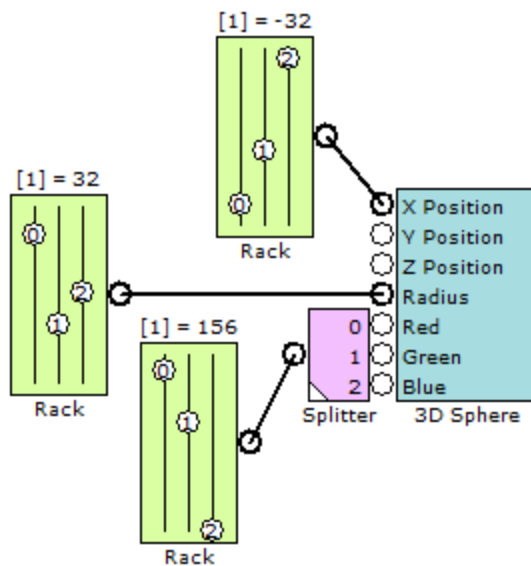 [1] = -32
0
1
2
Rack
[1] = 32
0
1
2
Rack
[1] = 156
0
1
2
Rack
0
1
2
Splitter
X Position
Y Position
Z Position
Radius
Red
Green
Blue
3D Sphere